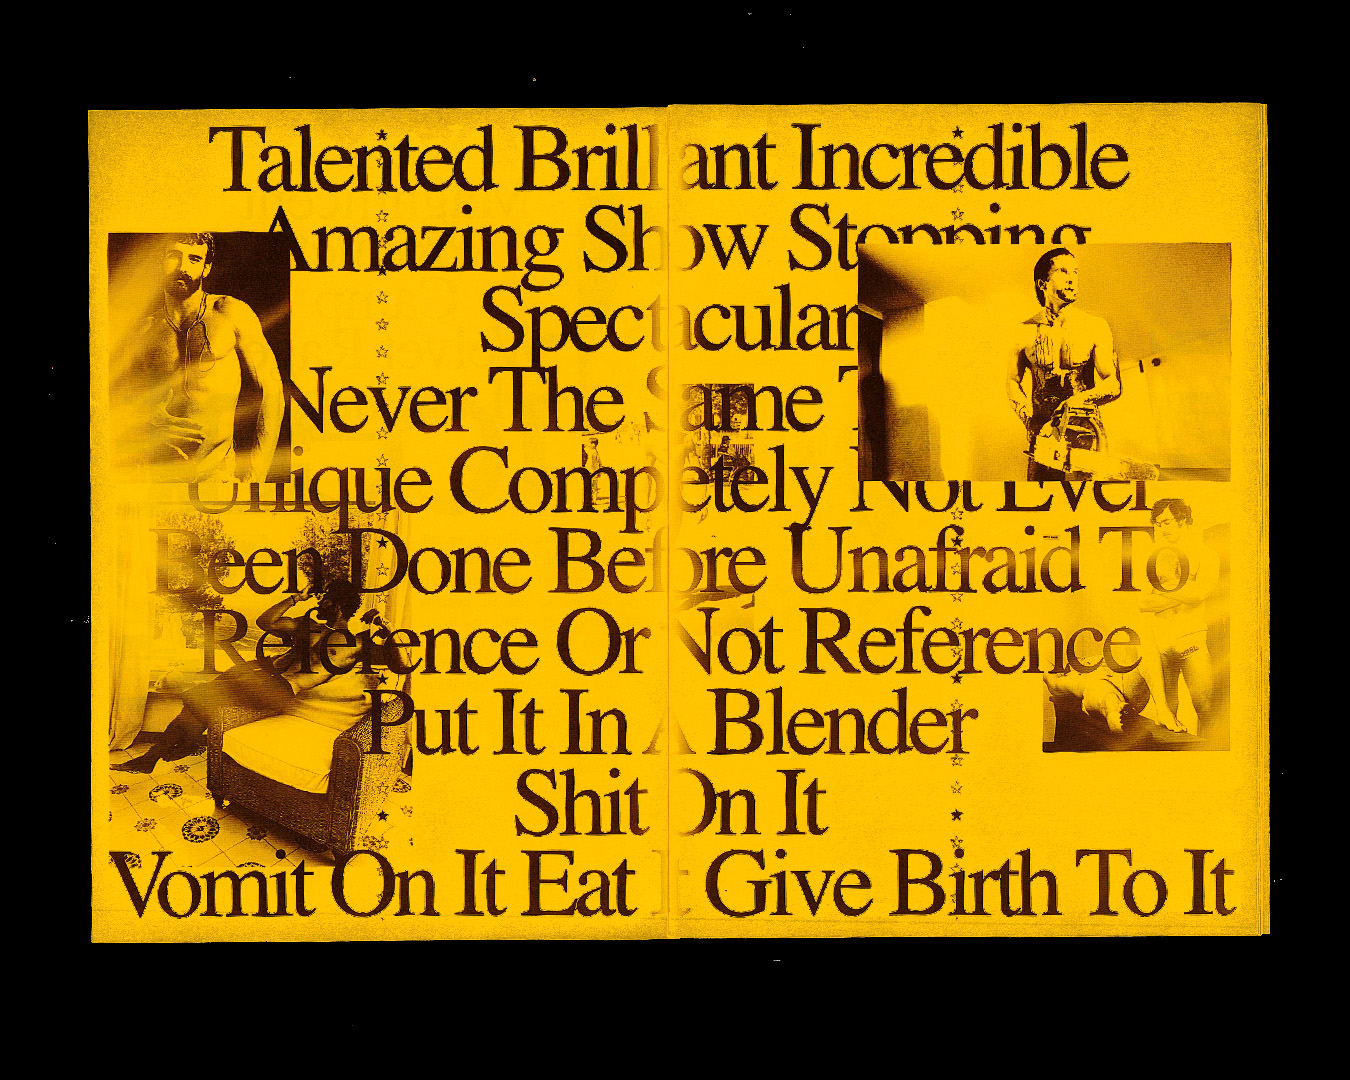 Talented Brilliant Incredible
Amazing Show Stopping
Spectacular
Never The Same
Unique Completely Not Ever
Been Done Before Unafraid To
Reference Or Not Reference
Put It In A Blender
Shit On It
Vomit On It Eat It Give Birth To It